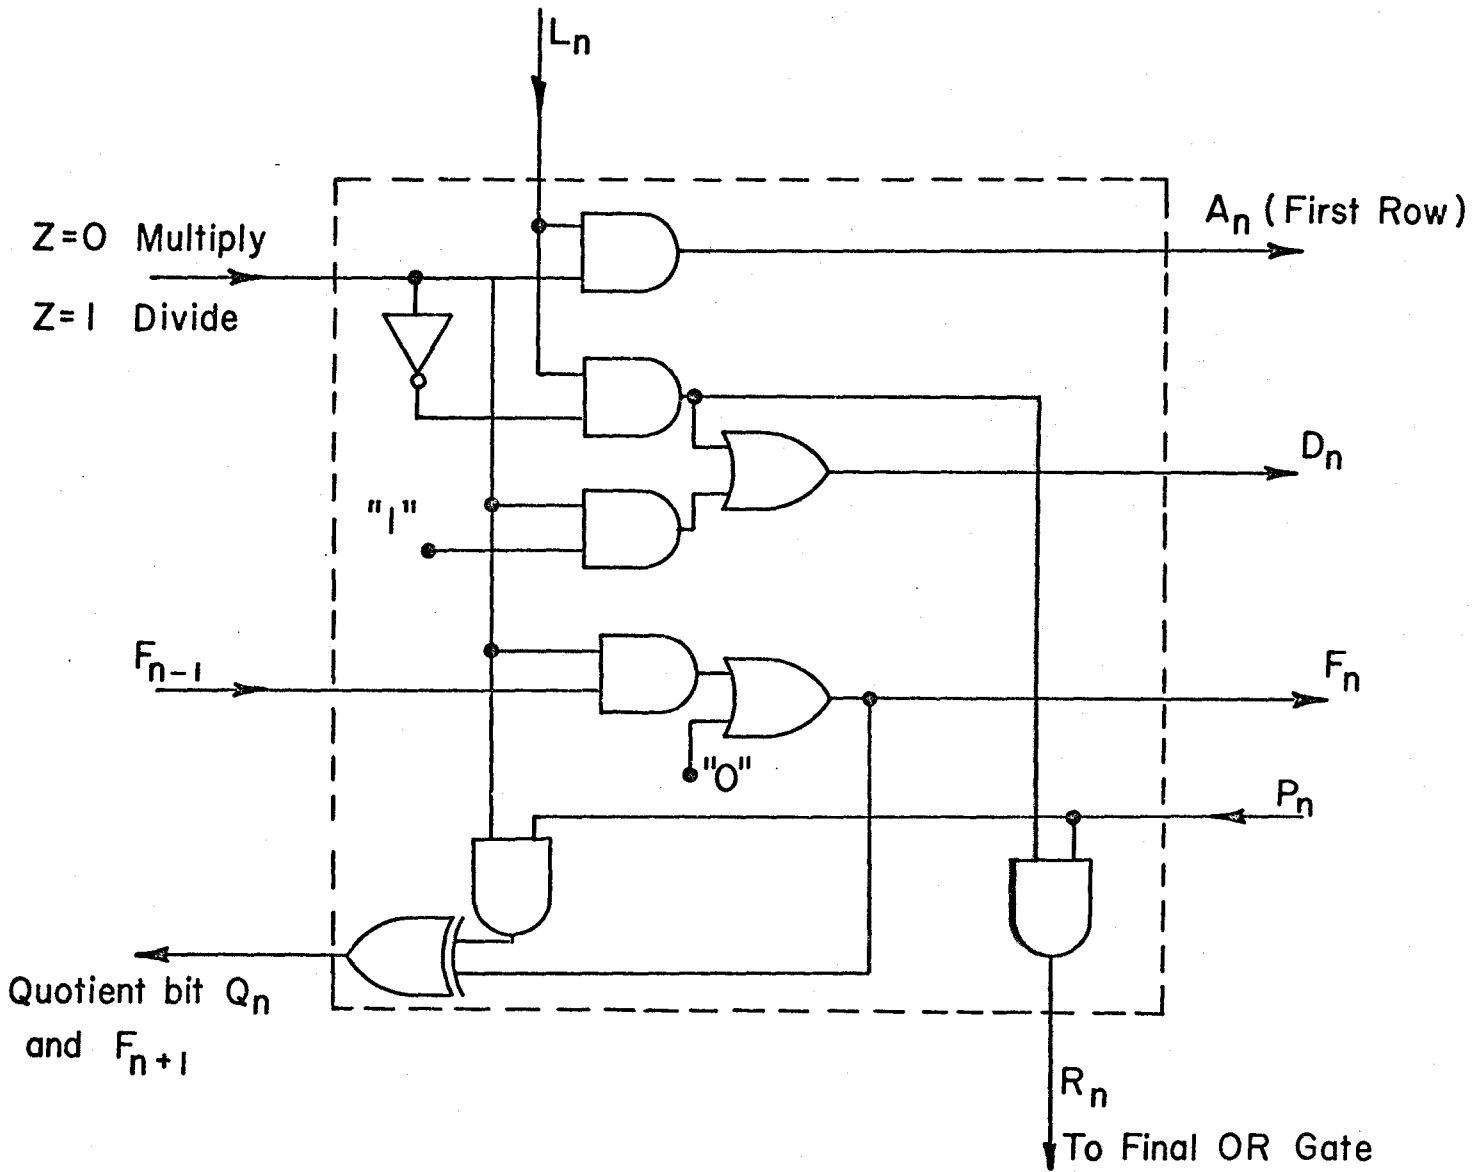 Ln
Z=0 Multiply
Z=1 Divide
An (First Row)
Dn
"1"
Fn-1
Fn
"0"
Pn
Quotient bit Qn
and Fn+1
Rn
To Final OR Gate